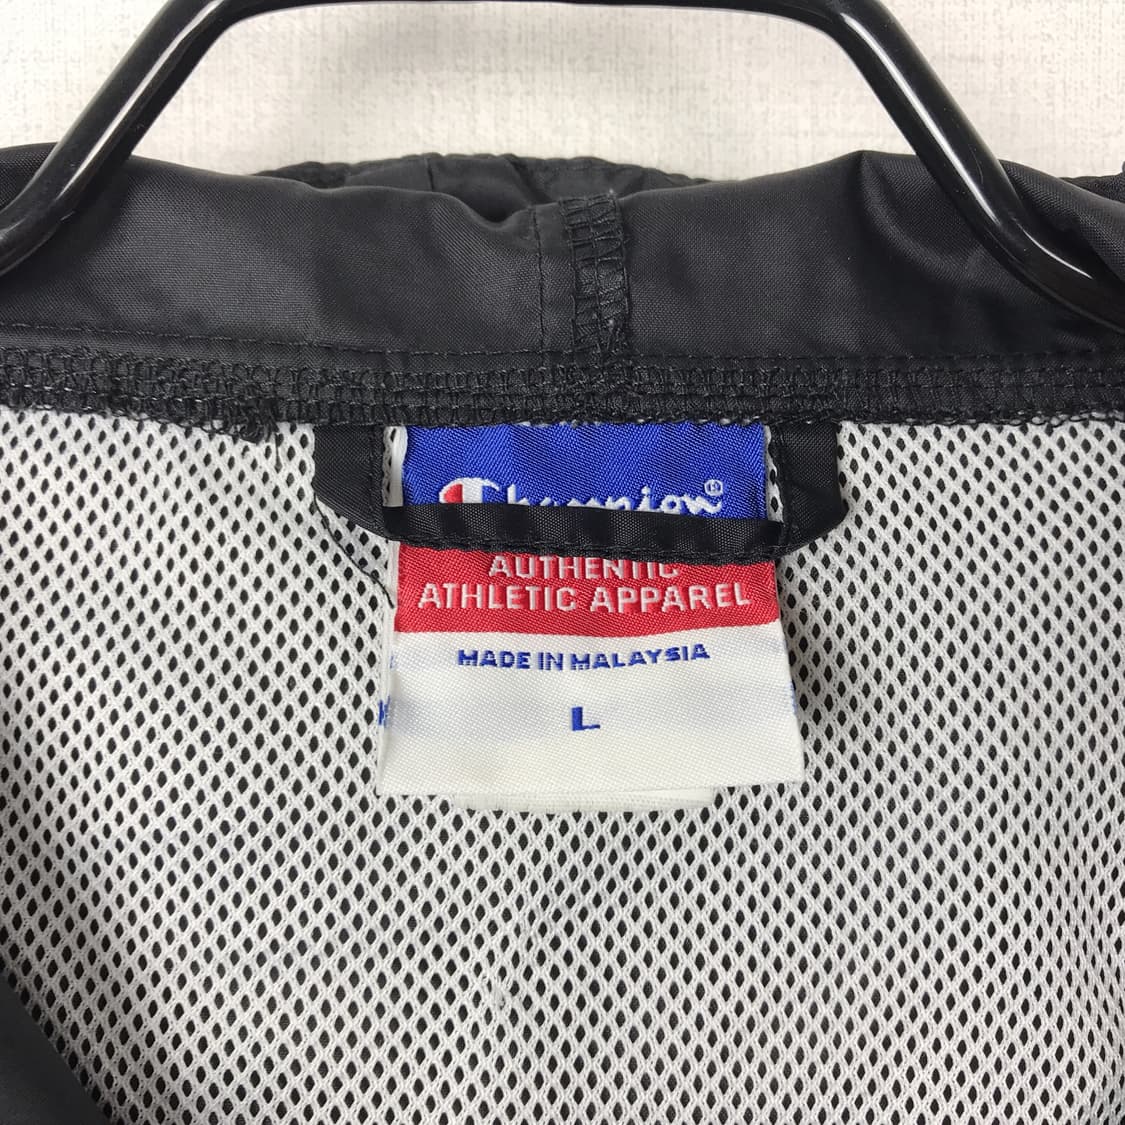 Champion®
AUTHENTIC
ATHLETIC APPAREL
MADE IN MALAYSIA
L